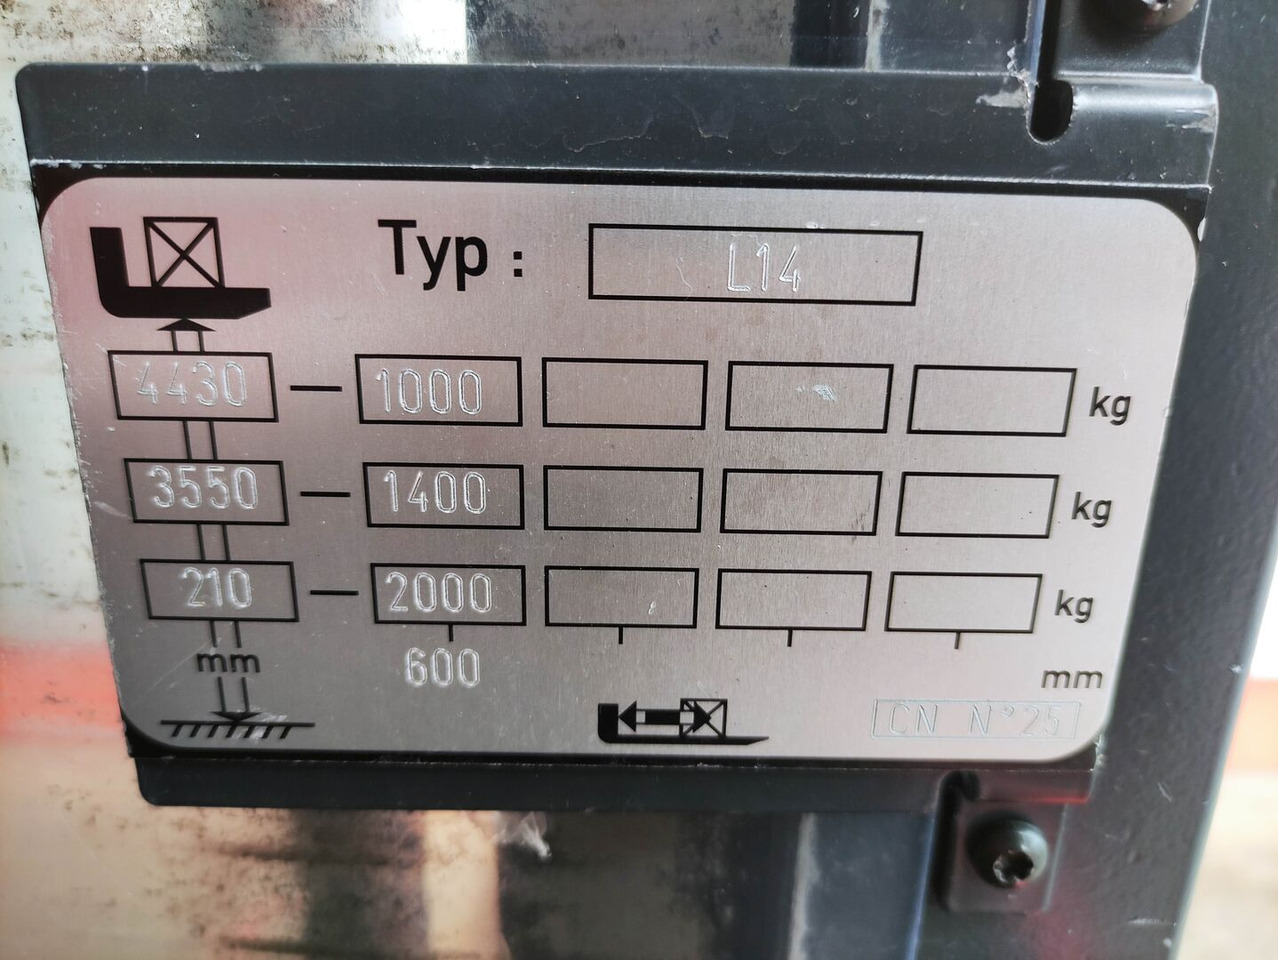 Typ : L14
4430 1000 kg
3550 1400 kg
210 2000 kg
mm 600 mm
CN N°25